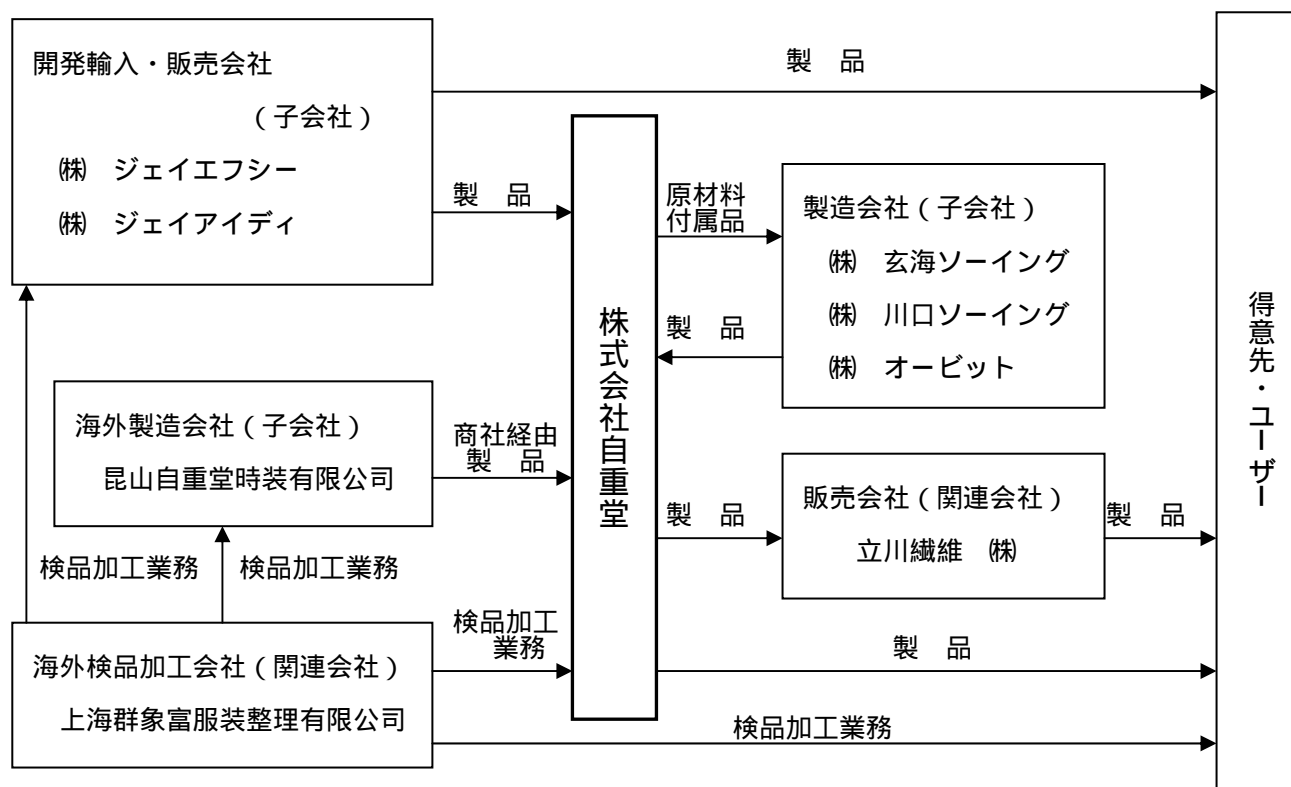 開発輸入・販売会社
（子会社）
㈱　ジェイエフシー
㈱　ジェイアイディ
製　品
製　品
株式会社自重堂
原材料
付属品
製　品
製造会社（子会社）
㈱　玄海ソーイング
㈱　川口ソーイング
㈱　オービット
得意先・ユーザー
海外製造会社（子会社）
昆山自重堂時装有限公司
商社経由
製　品
製　品
販売会社（関連会社）
立川繊維　㈱
製　品
検品加工業務
検品加工業務
検品加工
業務
製　品
海外検品加工会社（関連会社）
上海群象富服装整理有限公司
検品加工業務